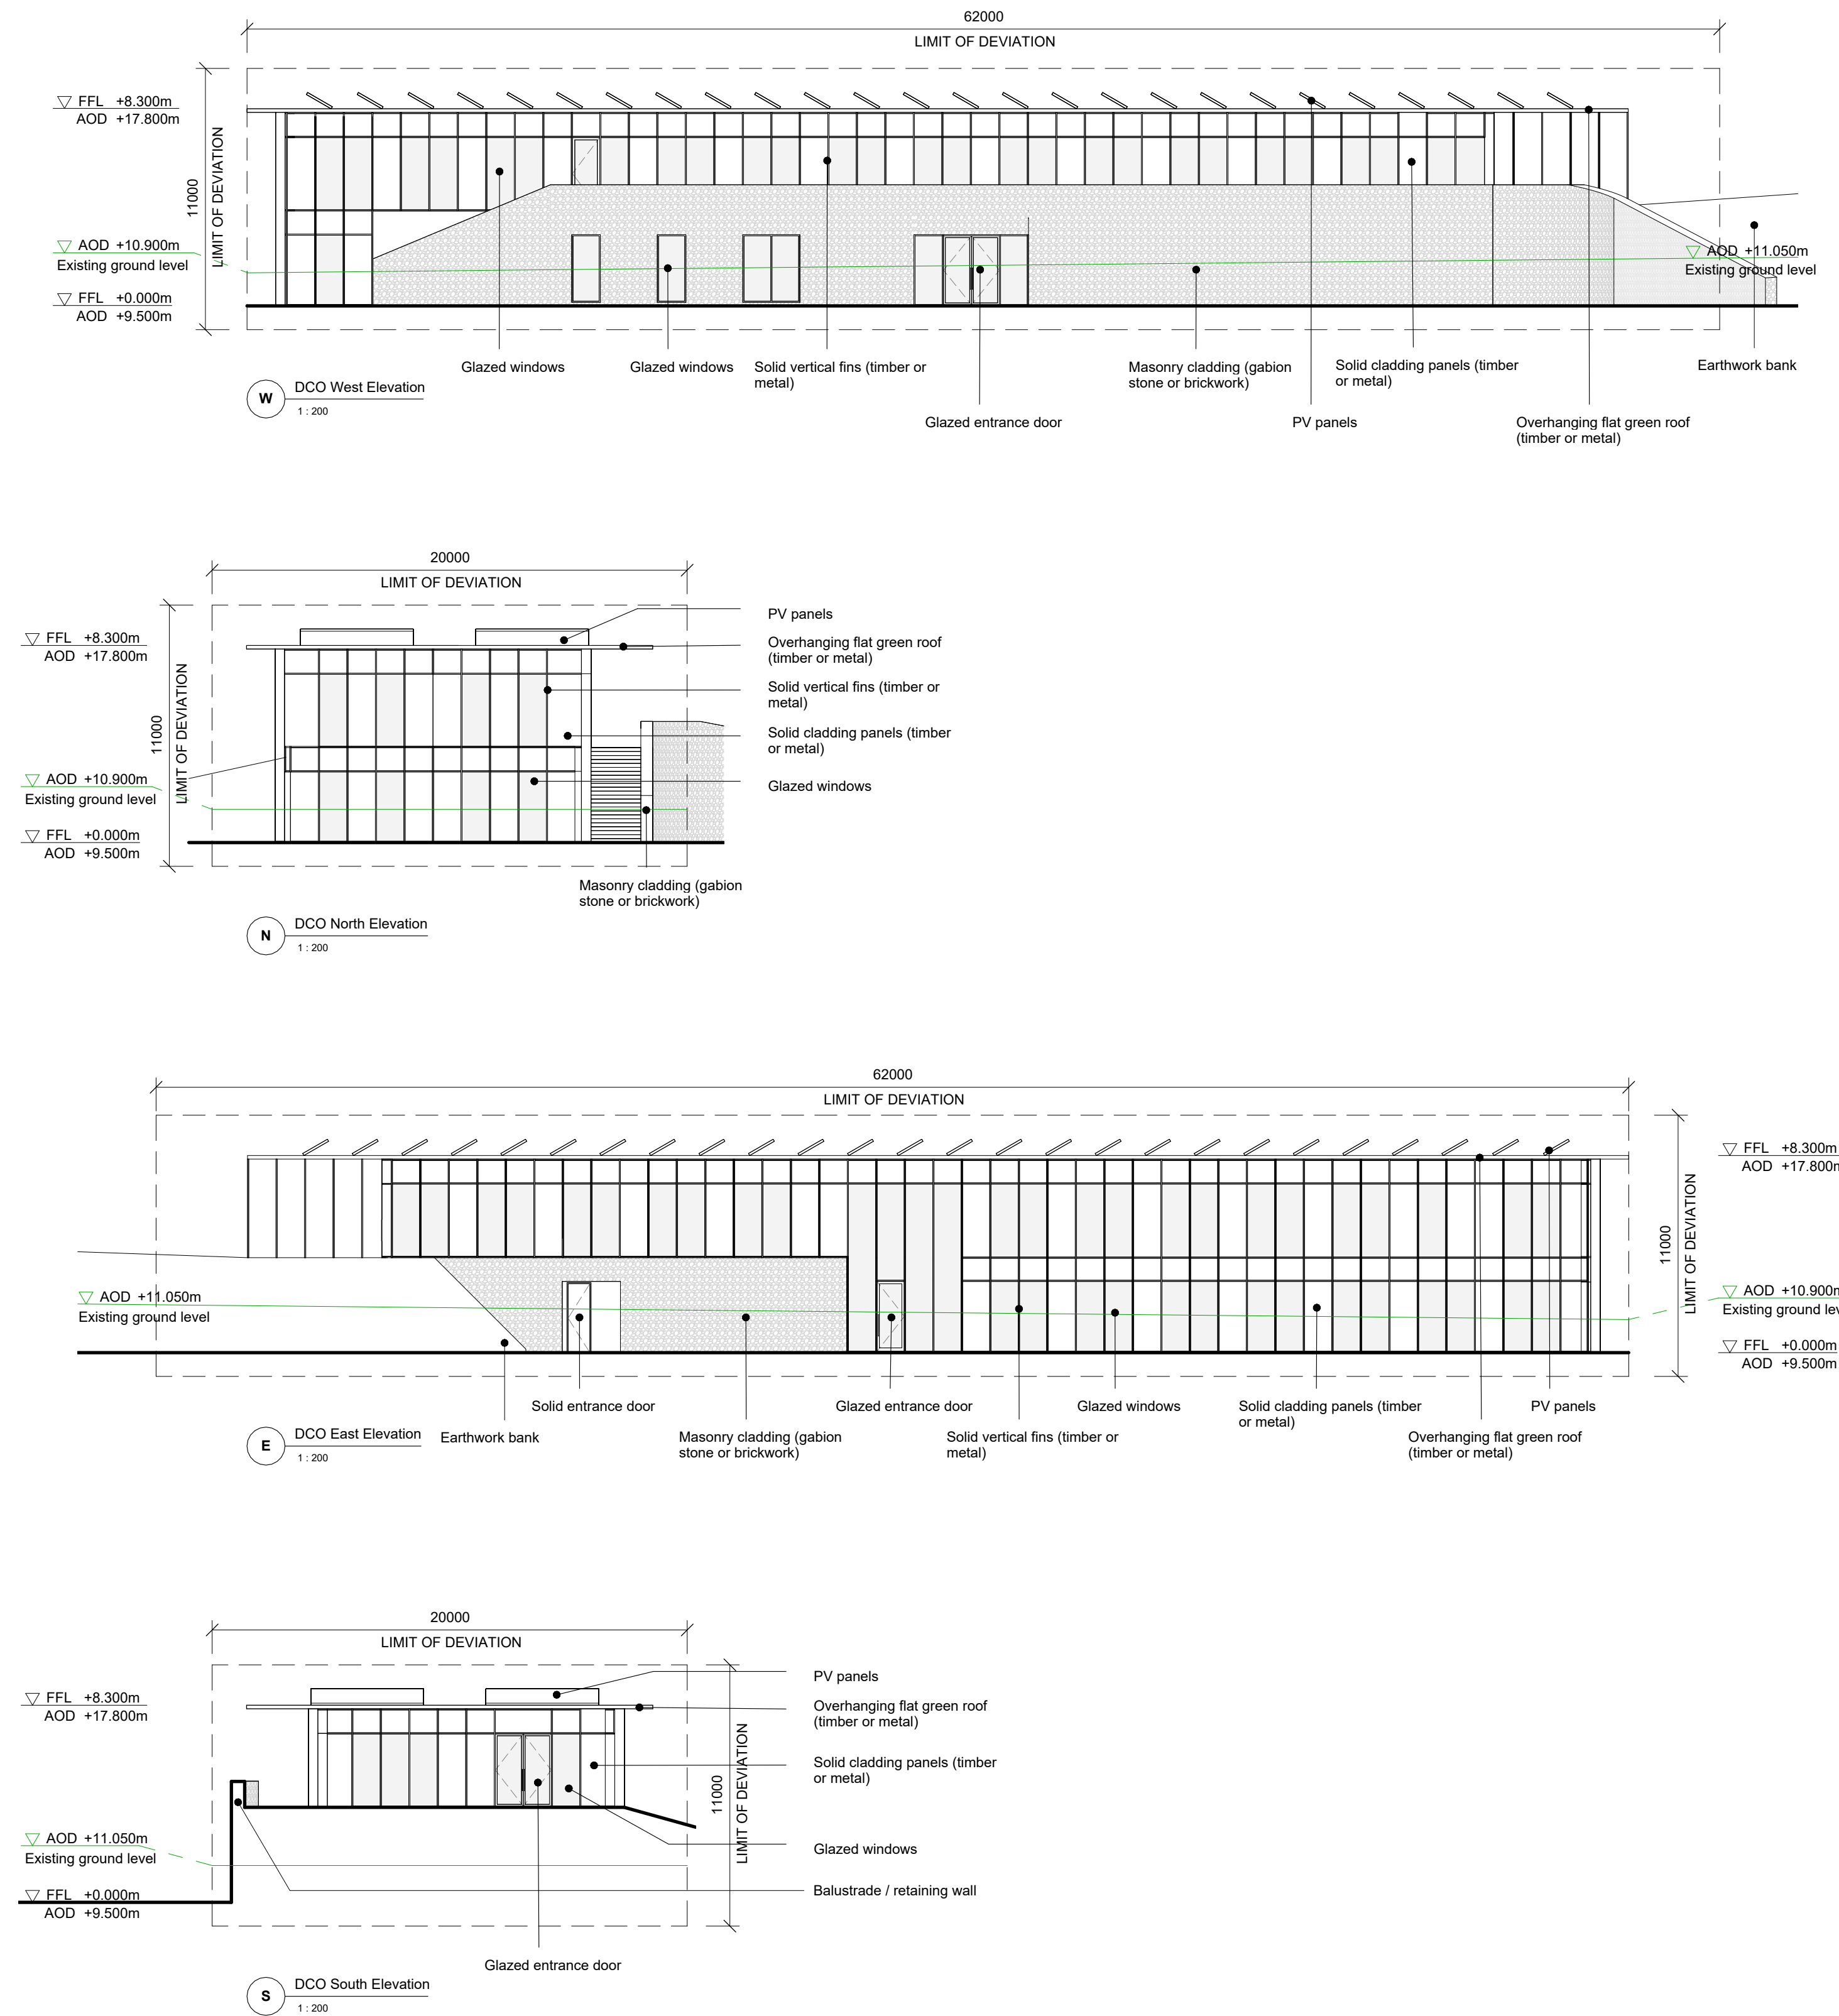 62000
LIMIT OF DEVIATION
FFL +8.300m
AOD +17.800m
11000
LIMIT OF DEVIATION
AOD +10.900m
Existing ground level
AOD +11.050m
Existing ground level
FFL +0.000m
AOD +9.500m
Glazed windows
Glazed windows
Solid vertical fins (timber or
metal)
Masonry cladding (gabion
stone or brickwork)
Solid cladding panels (timber
or metal)
Earthwork bank
Glazed entrance door
PV panels
Overhanging flat green roof
(timber or metal)
W
DCO West Elevation
1 : 200
20000
LIMIT OF DEVIATION
PV panels
FFL +8.300m
AOD +17.800m
Overhanging flat green roof
(timber or metal)
Solid vertical fins (timber or
metal)
11000
LIMIT OF DEVIATION
Solid cladding panels (timber
or metal)
AOD +10.900m
Existing ground level
Glazed windows
FFL +0.000m
AOD +9.500m
Masonry cladding (gabion
stone or brickwork)
N
DCO North Elevation
1 : 200
62000
LIMIT OF DEVIATION
FFL +8.300m
AOD +17.800m
11000
LIMIT OF DEVIATION
AOD +11.050m
Existing ground level
AOD +10.900m
Existing ground lev
FFL +0.000m
AOD +9.500m
Solid entrance door
Glazed entrance door
Glazed windows
Solid cladding panels (timber
or metal)
PV panels
Earthwork bank
Masonry cladding (gabion
stone or brickwork)
Solid vertical fins (timber or
metal)
Overhanging flat green roof
(timber or metal)
E
DCO East Elevation
1 : 200
20000
LIMIT OF DEVIATION
PV panels
FFL +8.300m
AOD +17.800m
Overhanging flat green roof
(timber or metal)
Solid cladding panels (timber
or metal)
11000
LIMIT OF DEVIATION
AOD +11.050m
Existing ground level
Glazed windows
FFL +0.000m
AOD +9.500m
Balustrade / retaining wall
Glazed entrance door
S
DCO South Elevation
1 : 200